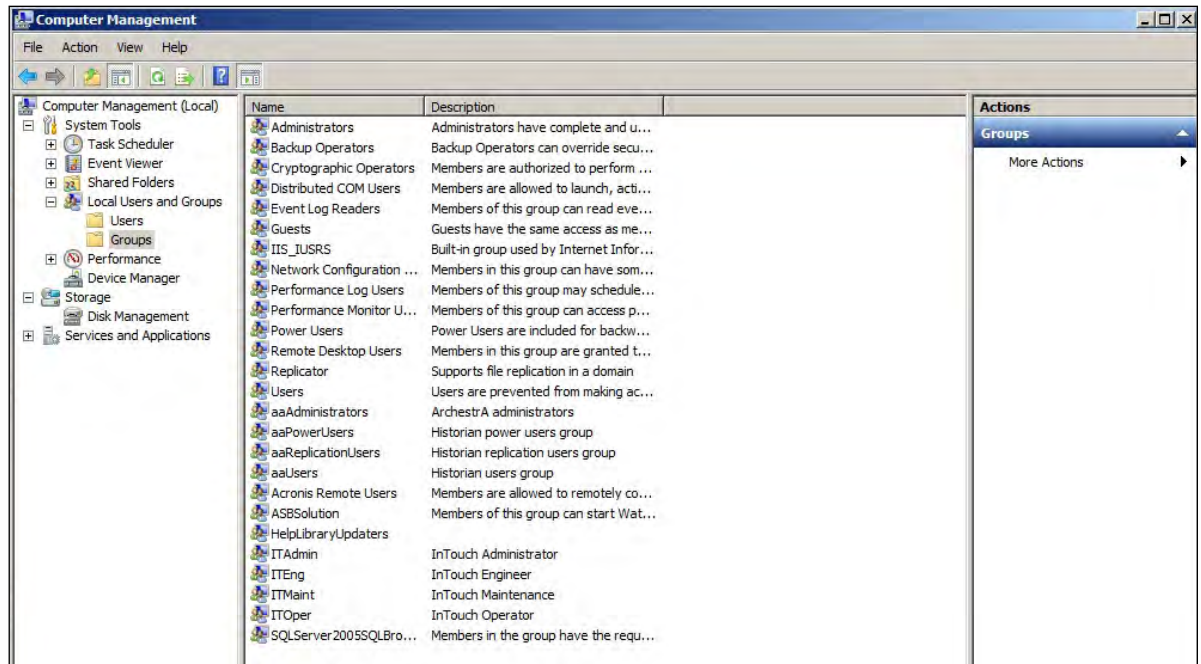 Computer Management
File Action View Help
Computer Management (Local)
System Tools
Task Scheduler
Event Viewer
Shared Folders
Local Users and Groups
Users
Groups
Performance
Device Manager
Storage
Disk Management
Services and Applications
Name Description
Administrators Administrators have complete and u...
Backup Operators Backup Operators can override secu...
Cryptographic Operators Members are authorized to perform ...
Distributed COM Users Members are allowed to launch, acti...
Event Log Readers Members of this group can read eve...
Guests Guests have the same access as me...
IIS_IUSRS Built-in group used by Internet Infor...
Network Configuration ... Members in this group can have som...
Performance Log Users Members of this group may schedule...
Performance Monitor U... Members of this group can access p...
Power Users Power Users are included for backw...
Remote Desktop Users Members in this group are granted t...
Replicator Supports file replication in a domain
Users Users are prevented from making ac...
aaAdministrators ArchestrA administrators
aaPowerUsers Historian power users group
aaReplicationUsers Historian replication users group
aaUsers Historian users group
Acronis Remote Users Members are allowed to remotely co...
ASBSolution Members of this group can start Wat...
HelpLibraryUpdaters
ITAdmin InTouch Administrator
ITEng InTouch Engineer
ITMaint InTouch Maintenance
ITOper InTouch Operator
SQLServer2005SQLBro... Members in the group have the requ...
Actions
Groups
More Actions